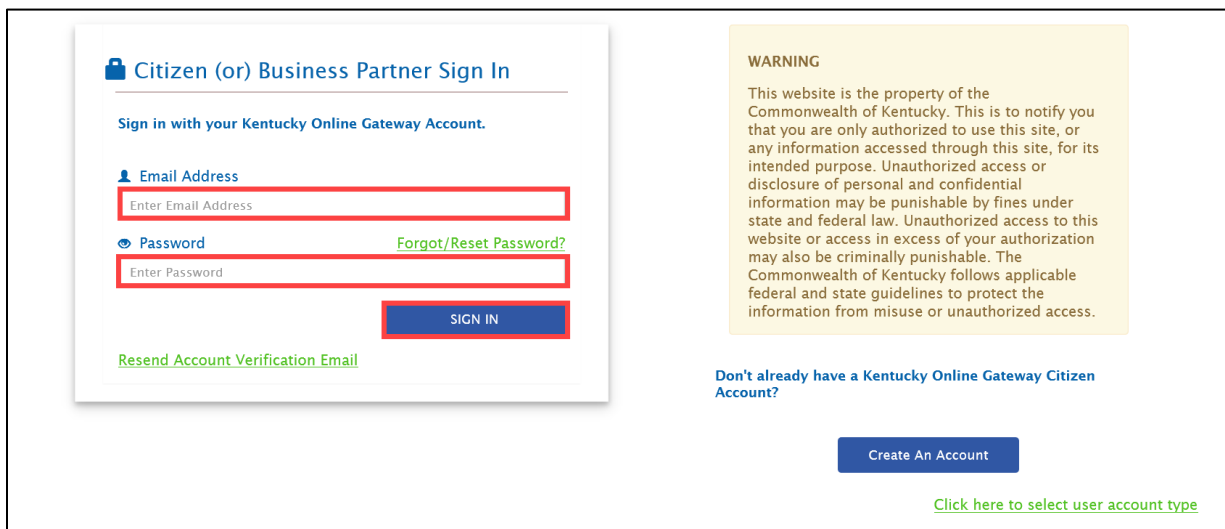 Citizen (or) Business Partner Sign In
Sign in with your Kentucky Online Gateway Account.
Email Address
Enter Email Address
Password
Forgot/Reset Password?
Enter Password
SIGN IN
Resend Account Verification Email
WARNING
This website is the property of the
Commonwealth of Kentucky. This is to notify you
that you are only authorized to use this site, or
any information accessed through this site, for its
intended purpose. Unauthorized access or
disclosure of personal and confidential
information may be punishable by fines under
state and federal law. Unauthorized access to this
website or access in excess of your authorization
may also be criminally punishable. The
Commonwealth of Kentucky follows applicable
federal and state guidelines to protect the
information from misuse or unauthorized access.
Don't already have a Kentucky Online Gateway Citizen
Account?
Create An Account
Click here to select user account type